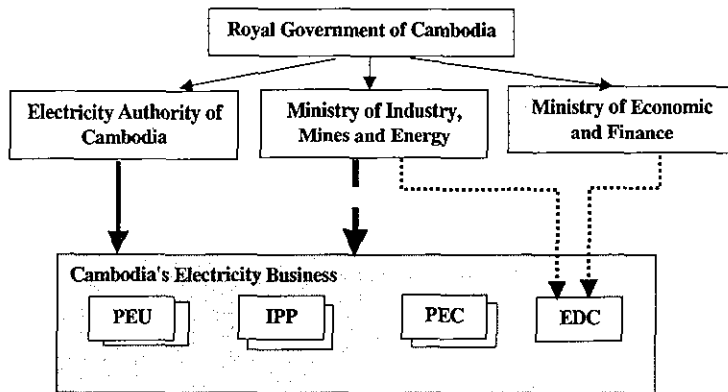 Royal Government of Cambodia
Electricity Authority of
Cambodia
Ministry of Industry,
Mines and Energy
Ministry of Economic
and Finance
Cambodia's Electricity Business
PEU
IPP
PEC
EDC